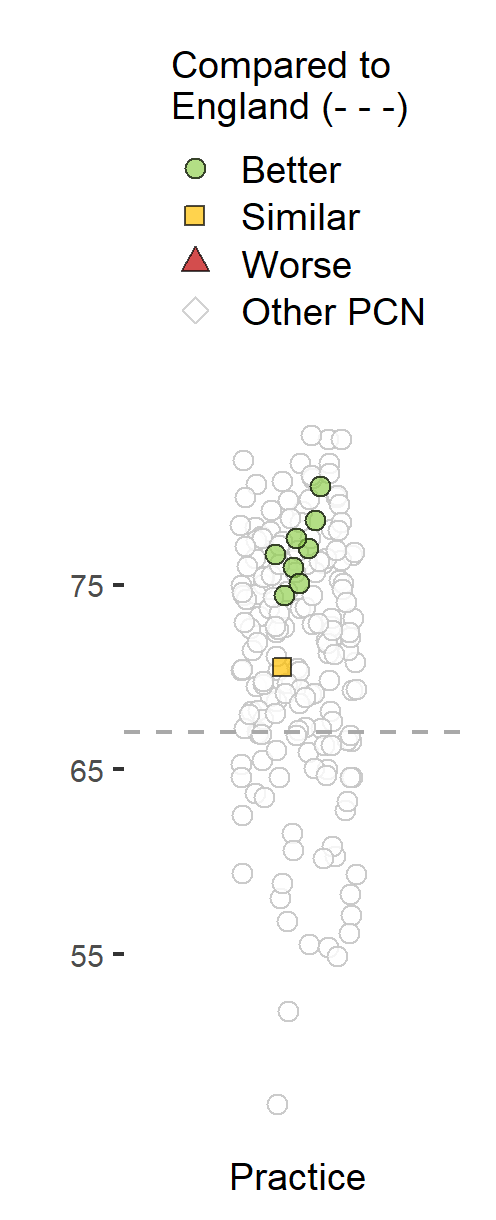 Compared to
England (- - -)
Better
Similar
Worse
Other PCN
75
65
55
Practice